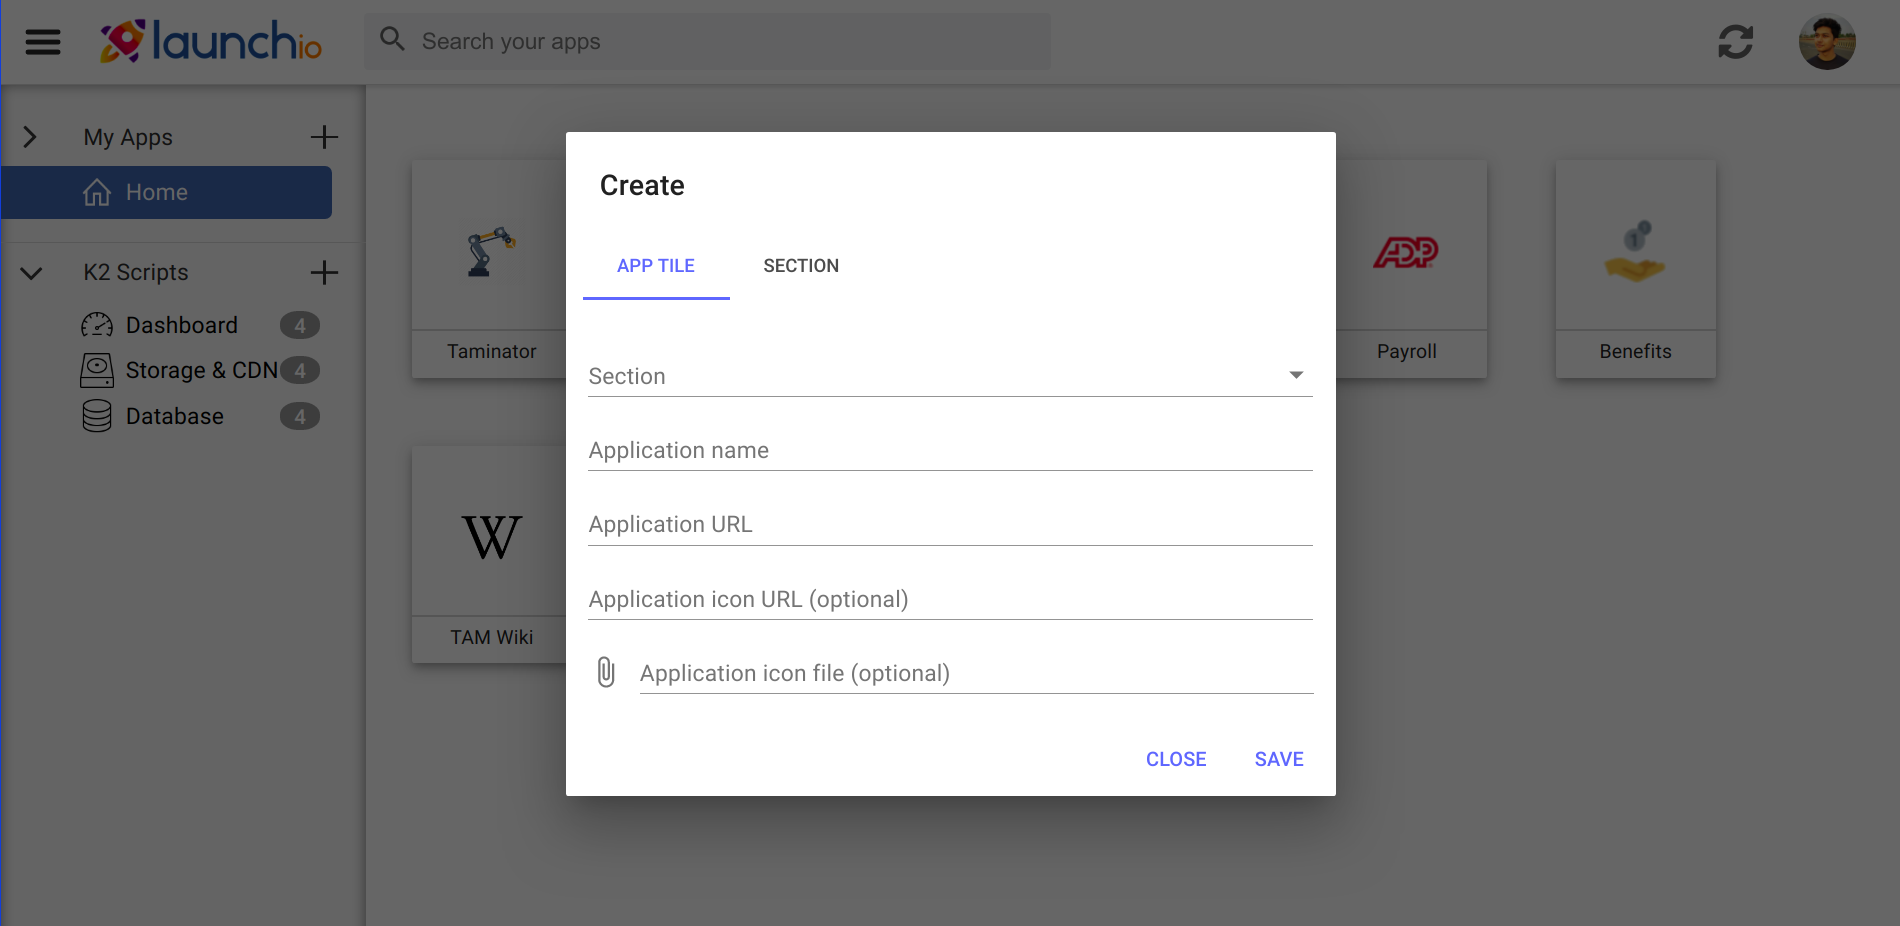 launchio
Search your apps
My Apps
Home
K2 Scripts
Dashboard 4
Storage & CDN 4
Database 4
Taminator
TAM Wiki
W
ADP
Payroll
1
Benefits
Create
APP TILE SECTION
Section
Application name
Application URL
Application icon URL (optional)
Application icon file (optional)
CLOSE SAVE